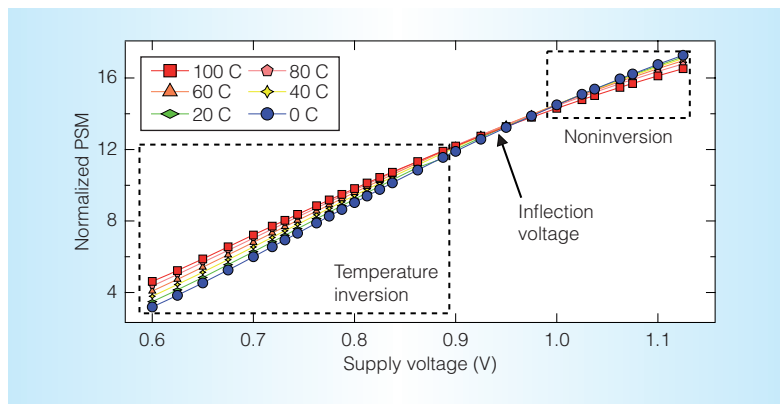 Normalized PSM
16
12
8
4
100 C
80 C
60 C
40 C
20 C
0 C
Noninversion
Inflection
voltage
Temperature
inversion
0.6
0.7
0.8
0.9
1.0
1.1
Supply voltage (V)